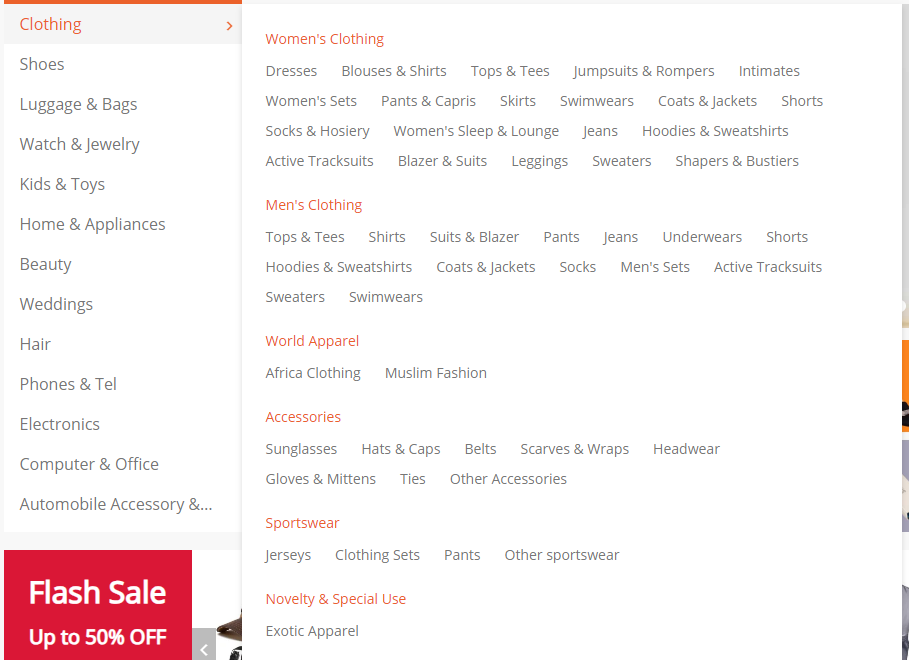 Clothing
Shoes
Luggage & Bags
Watch & Jewelry
Kids & Toys
Home & Appliances
Beauty
Weddings
Hair
Phones & Tel
Electronics
Computer & Office
Automobile Accessory &...
Flash Sale
Up to 50% OFF
Women's Clothing
Dresses Blouses & Shirts Tops & Tees Jumpsuits & Rompers Intimates
Women's Sets Pants & Capris Skirts Swimwears Coats & Jackets Shorts
Socks & Hosiery Women's Sleep & Lounge Jeans Hoodies & Sweatshirts
Active Tracksuits Blazer & Suits Leggings Sweaters Shapers & Bustiers
Men's Clothing
Tops & Tees Shirts Suits & Blazer Pants Jeans Underwears Shorts
Hoodies & Sweatshirts Coats & Jackets Socks Men's Sets Active Tracksuits
Sweaters Swimwears
World Apparel
Africa Clothing Muslim Fashion
Accessories
Sunglasses Hats & Caps Belts Scarves & Wraps Headwear
Gloves & Mittens Ties Other Accessories
Sportswear
Jerseys Clothing Sets Pants Other sportswear
Novelty & Special Use
Exotic Apparel